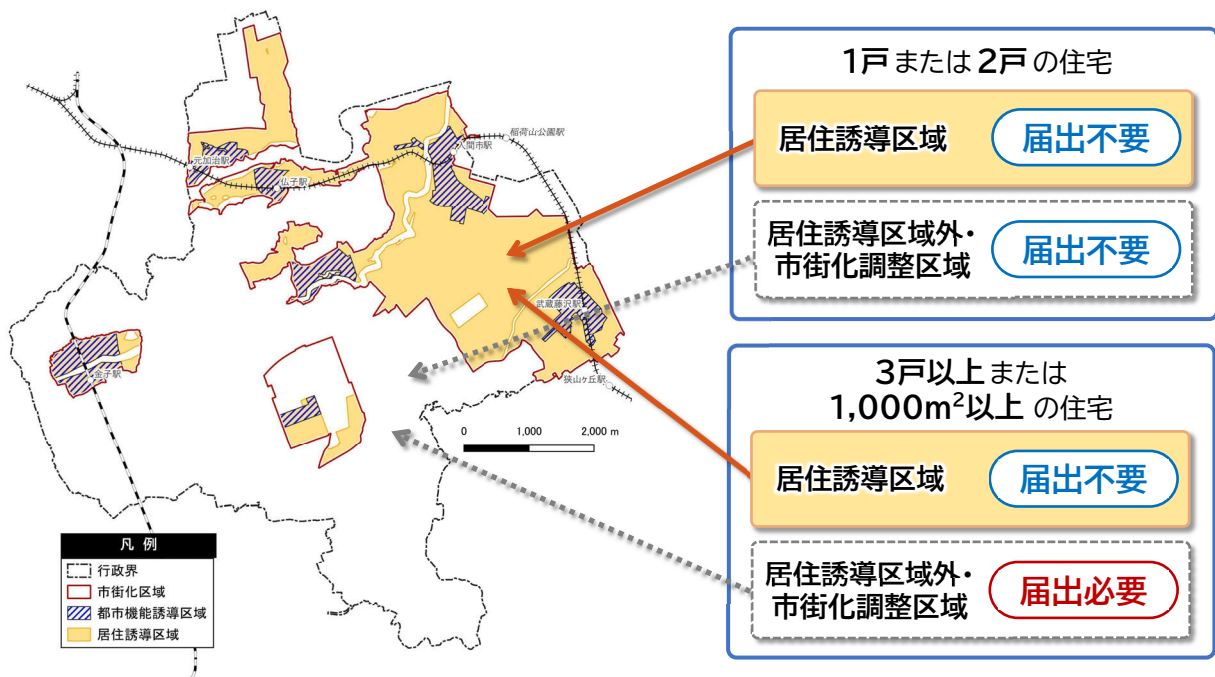 元加治駅
仏子駅
入間市駅
稲荷山公園駅
武蔵藤沢駅
狭山ヶ丘駅
金子駅
0 1,000 2,000 m
凡 例
行政界
市街化区域
都市機能誘導区域
居住誘導区域
1戸 または 2戸 の住宅
居住誘導区域
届出不要
居住誘導区域外・
市街化調整区域
届出不要
3戸以上 または
1,000m²以上 の住宅
居住誘導区域
届出不要
居住誘導区域外・
市街化調整区域
届出必要